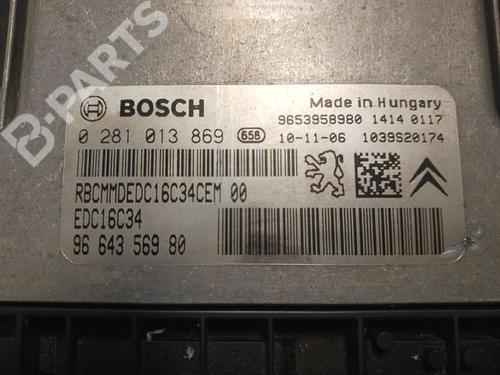 B-PARTS
BOSCH
Made in Hungary
9653958980 1414 0117
0 281 013 869 658 10-11-06 1039S20174
RBCMMDEDC16C34CEM 00
EDC16C34
96 643 569 80